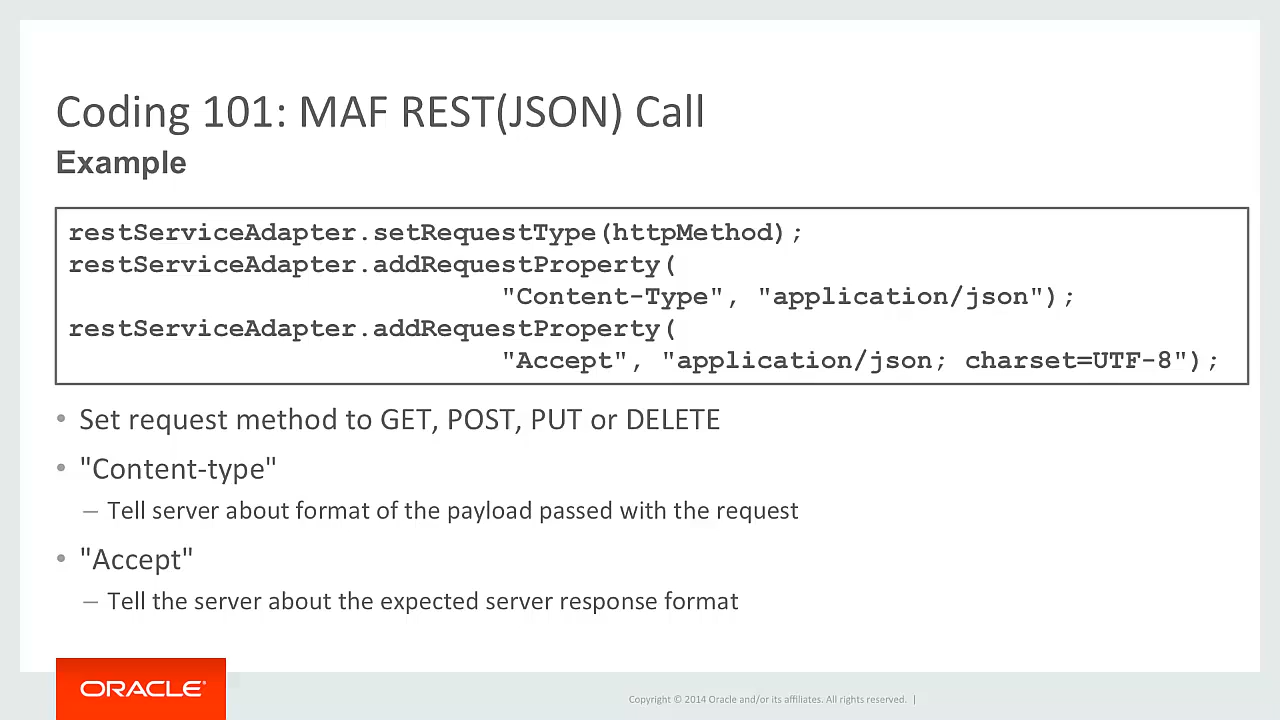 Coding 101: MAF REST(JSON) Call
Example
restServiceAdapter.setRequestType(httpMethod);
restServiceAdapter.addRequestProperty(
"Content-Type", "application/json");
restServiceAdapter.addRequestProperty(
"Accept", "application/json; charset=UTF-8");
• Set request method to GET, POST, PUT or DELETE
• "Content-type"
– Tell server about format of the payload passed with the request
• "Accept"
– Tell the server about the expected server response format
ORACLE®
Copyright © 2014 Oracle and/or its affiliates. All rights reserved. |